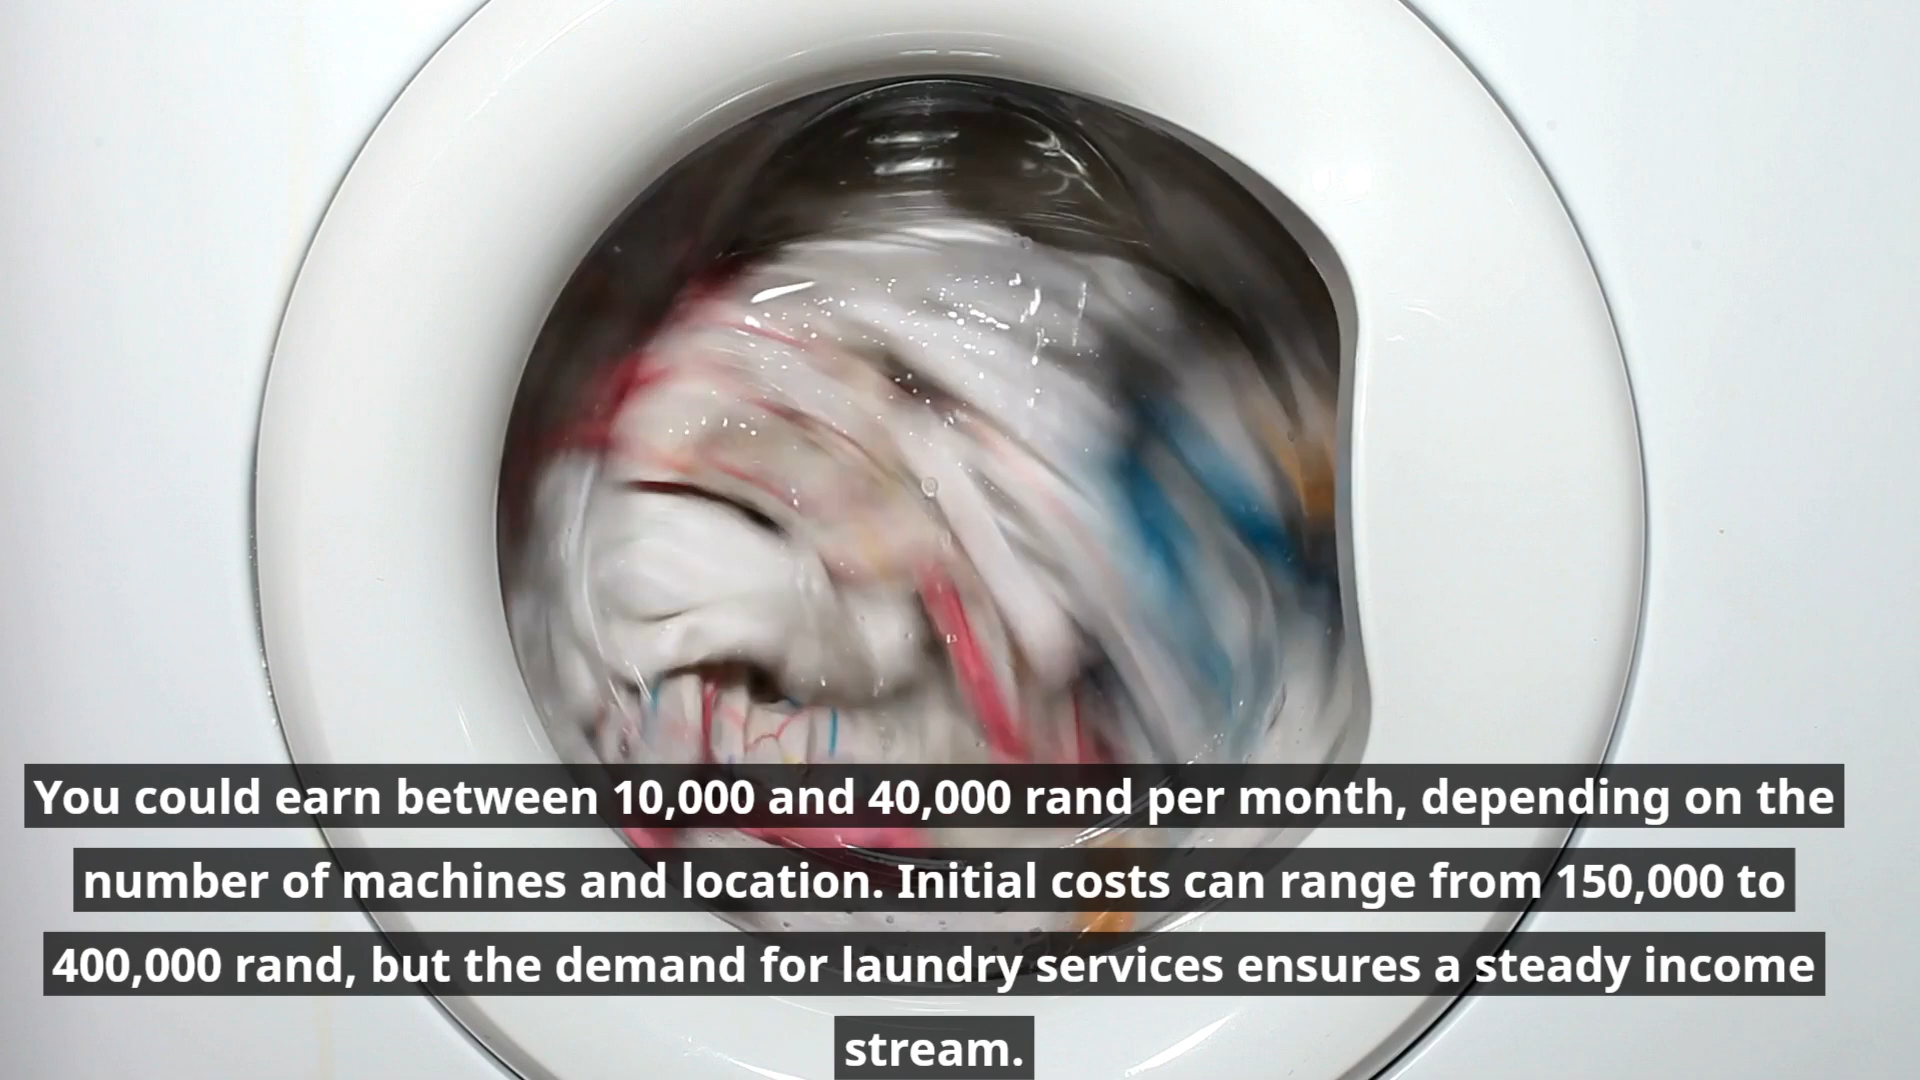 You could earn between 10,000 and 40,000 rand per month, depending on the
number of machines and location. Initial costs can range from 150,000 to
400,000 rand, but the demand for laundry services ensures a steady income
stream.